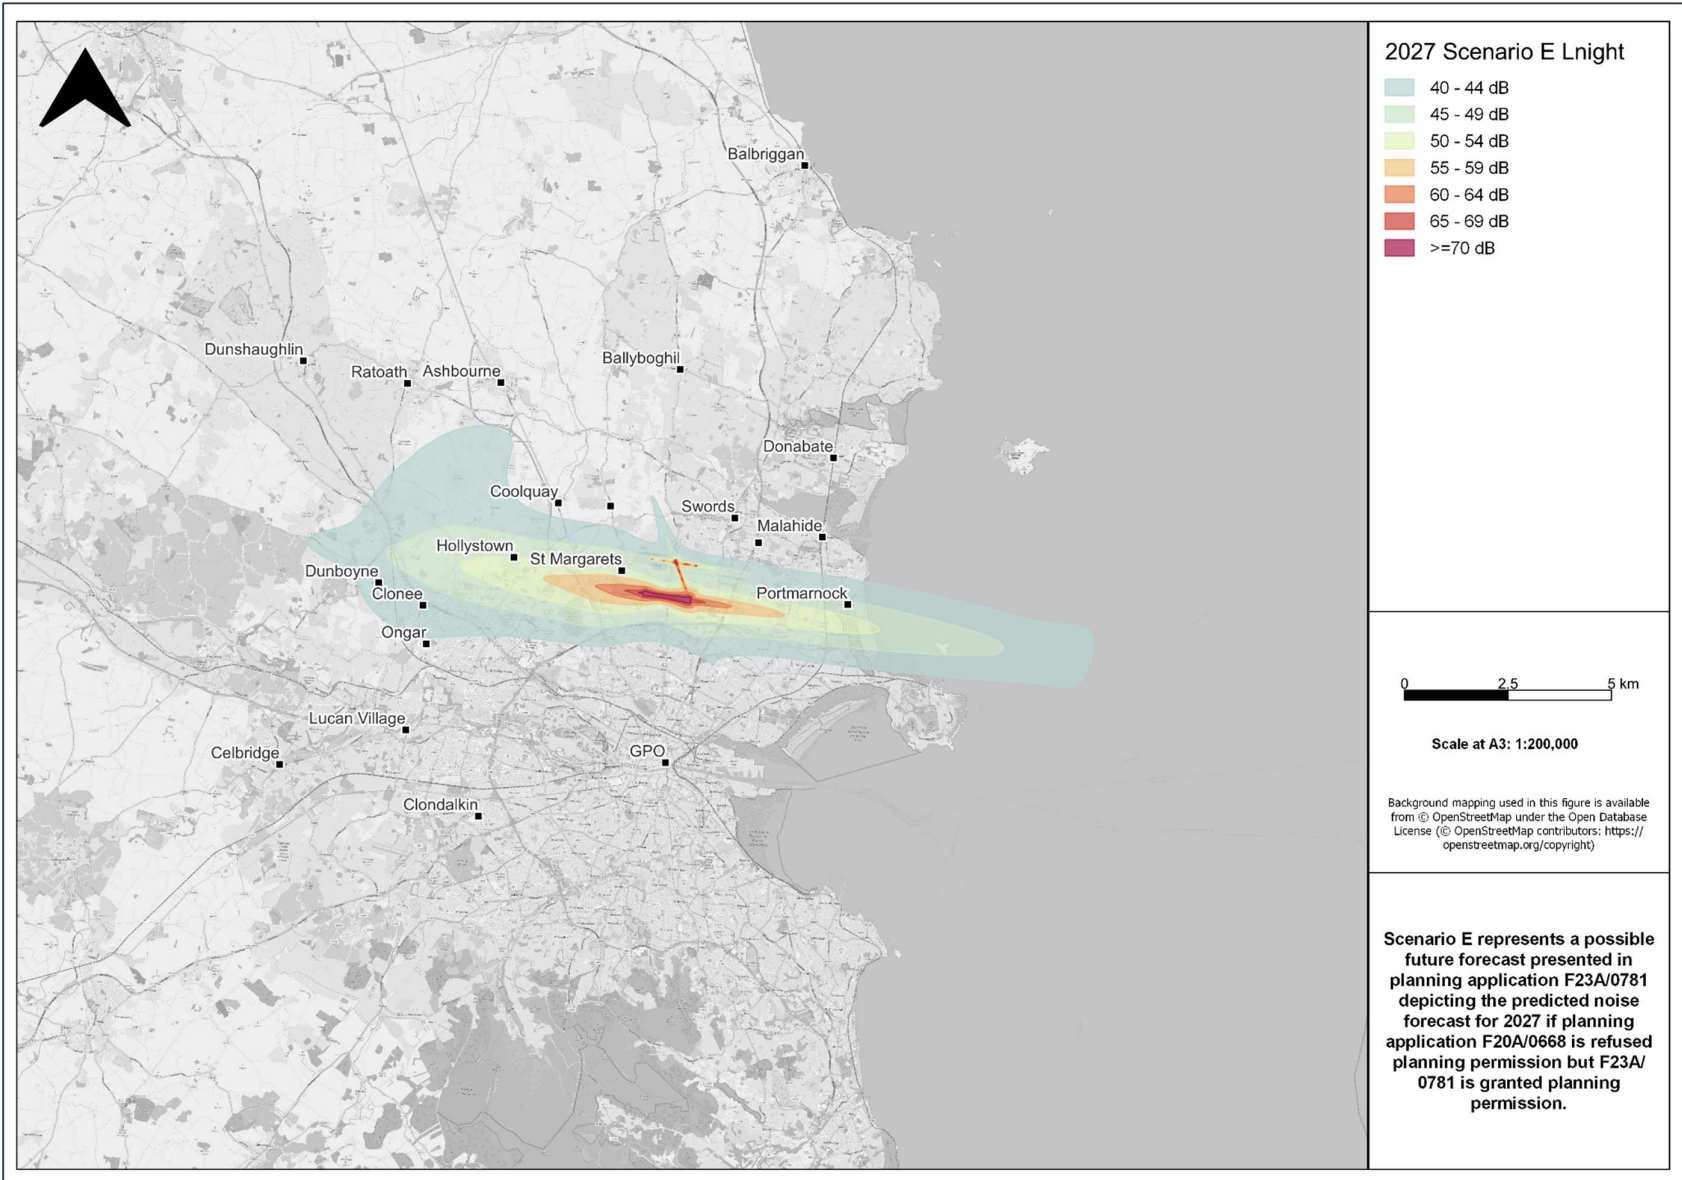 2027 Scenario E Lnight
40 - 44 dB
45 - 49 dB
50 - 54 dB
55 - 59 dB
60 - 64 dB
65 - 69 dB
>=70 dB
Balbriggan
Dunshaughlin
Ratoath
Ashbourne
Ballyboghil
Donabate
Coolquay
Swords
Malahide
Hollystown
St Margarets
Dunboyne
Clonee
Portmarnock
Ongar
Lucan Village
Celbridge
GPO
Clondalkin
0 2.5 5 km
Scale at A3: 1:200,000
Background mapping used in this figure is available
from © OpenStreetMap under the Open Database
License (© OpenStreetMap contributors: https://
openstreetmap.org/copyright)
Scenario E represents a possible
future forecast presented in
planning application F23A/0781
depicting the predicted noise
forecast for 2027 if planning
application F20A/0668 is refused
planning permission but F23A/
0781 is granted planning
permission.